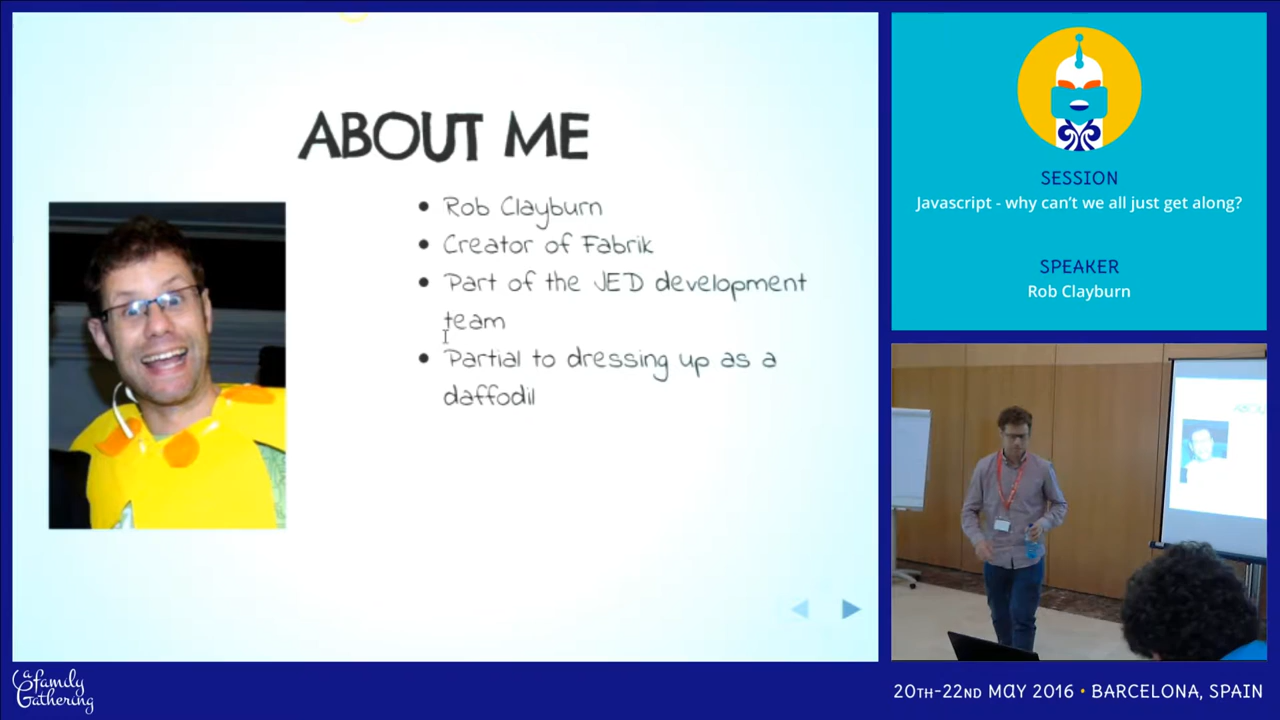 ABOUT ME
Rob Clayburn
Creator of Fabrik
Part of the JED development
team
Partial to dressing up as a
daffodil
SESSION
Javascript - why can't we all just get along?
SPEAKER
Rob Clayburn
a family
Gathering
20TH-22ND MAY 2016 • BARCELONA, SPAIN